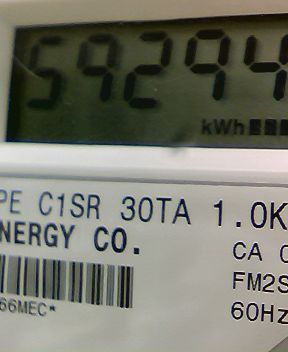 59294
kWh
PE C1SR 30TA 1.0K
NERGY CO.
CA
FM2S
66MEC*
60Hz